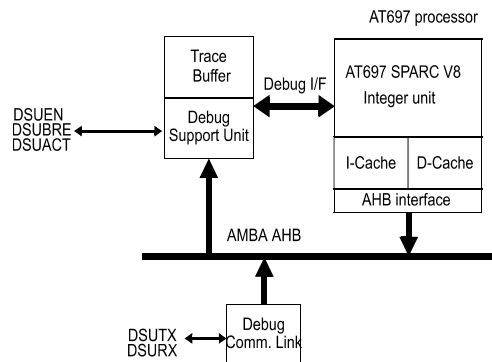 AT697 processor
Trace
Buffer
Debug I/F
AT697 SPARC V8
Integer unit
DSUEN
DSUBRE
DSUACT
Debug
Support Unit
I-Cache
D-Cache
AHB interface
AMBA AHB
DSUTX
DSURX
Debug
Comm. Link